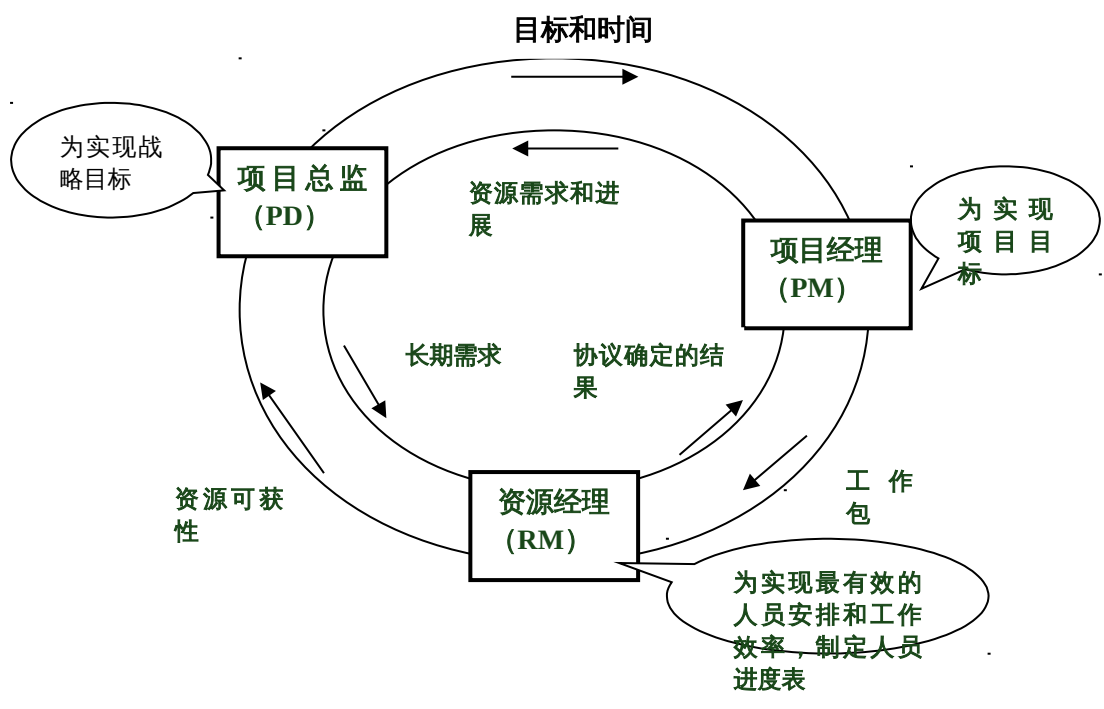 目标和时间
为实现战
略目标
项目总监
（PD）
资源需求和进
展
项目经理
（PM）
为实现
项目目
标
长期需求
协议确定的结
果
资源可获
性
资源经理
（RM）
工作
包
为实现最有效的
人员安排和工作
效率，制定人员
进度表